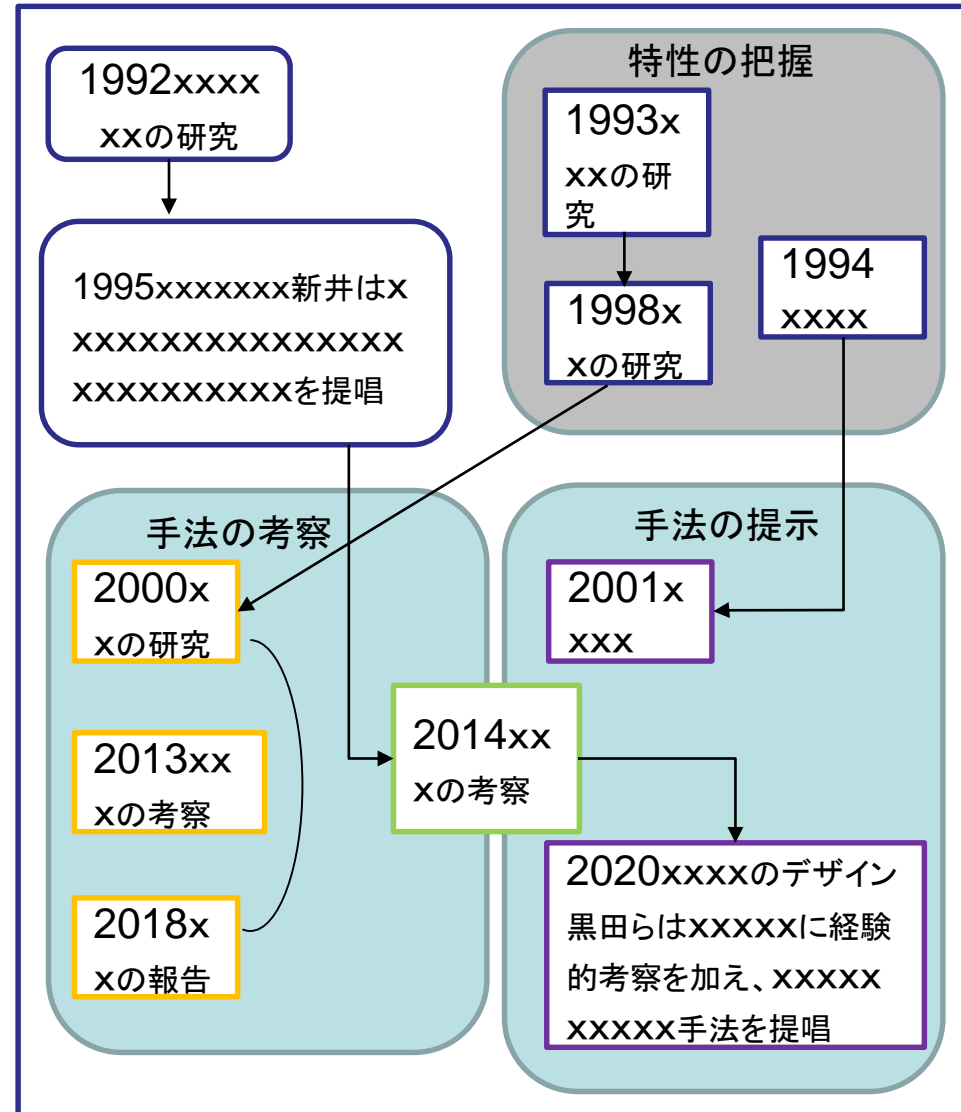 1992xxxx
xxの研究
特性の把握
1993x
xxの研
究
1998x
xの研究
1994
xxxx
1995xxxxxxx新井はx
xxxxxxxxxxxxxxx
xxxxxxxxxxを提唱
手法の考察
2000x
xの研究
2013xx
xの考察
2018x
xの報告
2014xx
xの考察
手法の提示
2001x
xxx
2020xxxxのデザイン
黒田らはxxxxxに経験
的考察を加え、xxxxx
xxxxx手法を提唱